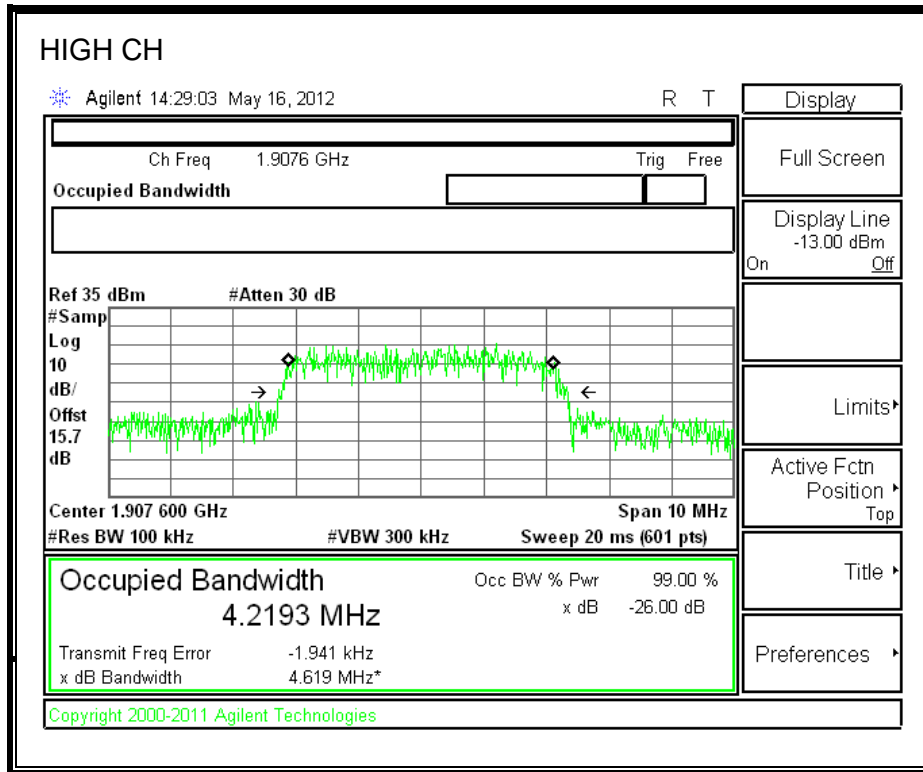 HIGH CH
Agilent 14:29:03 May 16, 2012 R T
Display
Ch Freq 1.9076 GHz Trig Free
Occupied Bandwidth
Full Screen
Display Line
-13.00 dBm
On Off
Ref 35 dBm #Atten 30 dB
#Samp
Log
10
dB/
Offst
15.7
dB
Limits
Active Fctn
Position
Top
Center 1.907 600 GHz Span 10 MHz
#Res BW 100 kHz #VBW 300 kHz Sweep 20 ms (601 pts)
Occupied Bandwidth
4.2193 MHz
Occ BW % Pwr 99.00 %
x dB -26.00 dB
Transmit Freq Error -1.941 kHz
x dB Bandwidth 4.619 MHz*
Title
Preferences
Copyright 2000-2011 Agilent Technologies